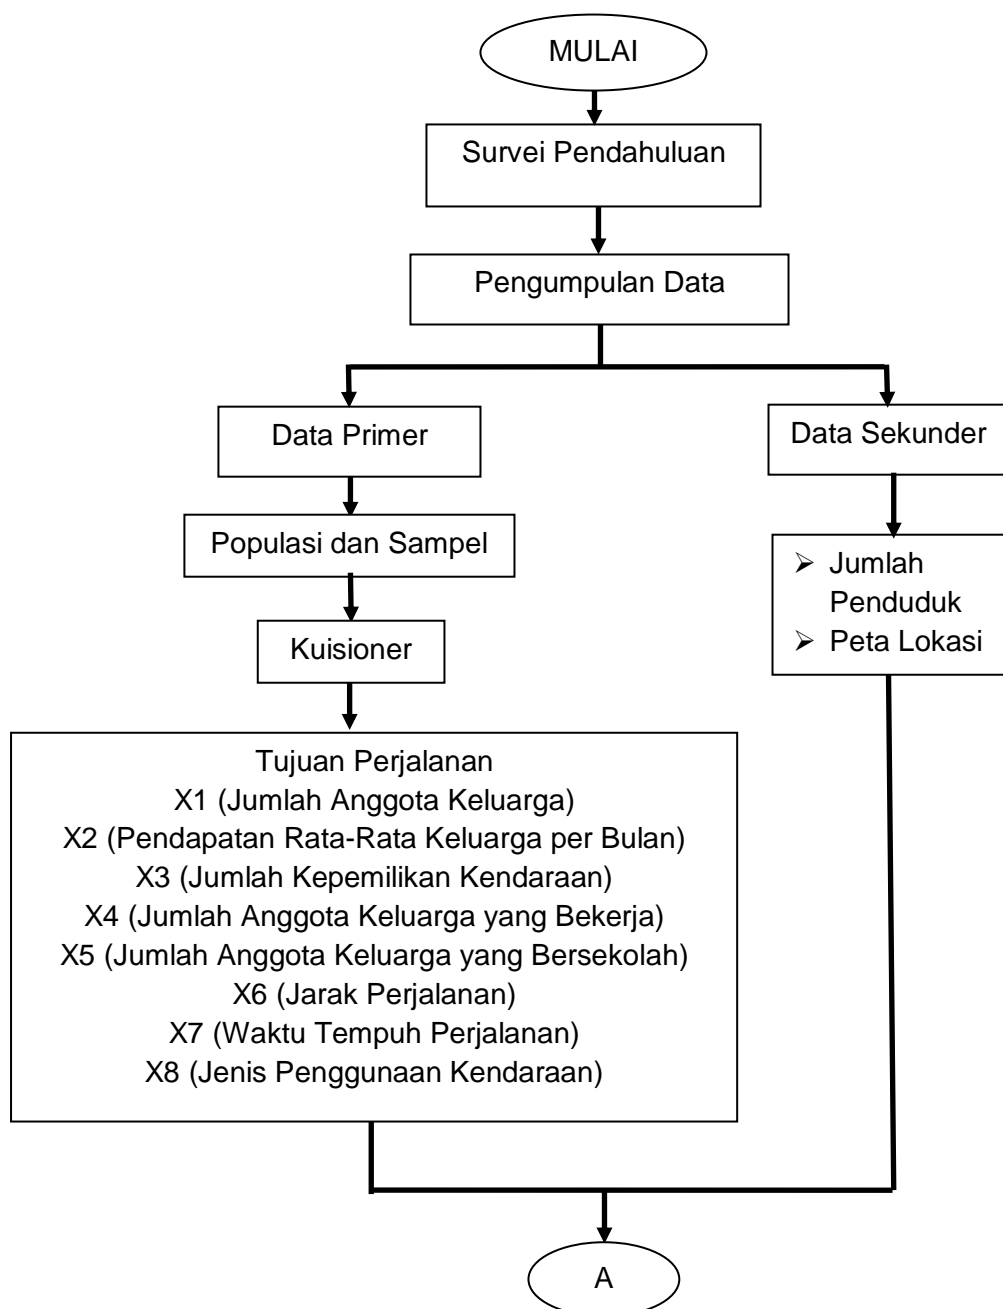 MULAI
Survei Pendahuluan
Pengumpulan Data
Data Primer
Data Sekunder
Populasi dan Sampel
➢ Jumlah
Penduduk
➢ Peta Lokasi
Kuisioner
Tujuan Perjalanan
X1 (Jumlah Anggota Keluarga)
X2 (Pendapatan Rata-Rata Keluarga per Bulan)
X3 (Jumlah Kepemilikan Kendaraan)
X4 (Jumlah Anggota Keluarga yang Bekerja)
X5 (Jumlah Anggota Keluarga yang Bersekolah)
X6 (Jarak Perjalanan)
X7 (Waktu Tempuh Perjalanan)
X8 (Jenis Penggunaan Kendaraan)
A